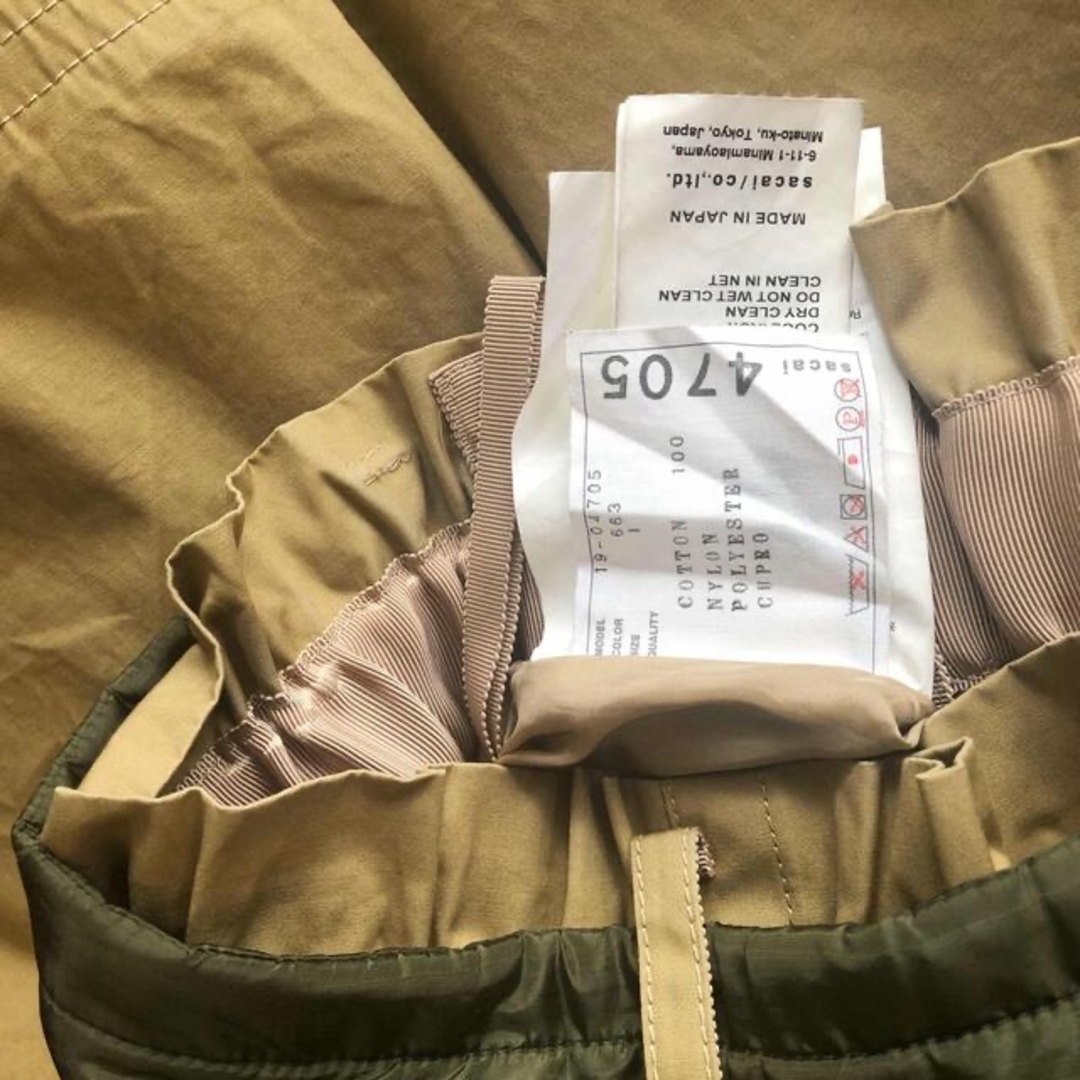 COOL IRON
DRY CLEAN
DO NOT WET CLEAN
CLEAN IN NET
MADE IN JAPAN
sacai/co.,ltd.
6-11-1 Minamiaoyama,
Minato-ku, Tokyo, Japan
sacai 4705
MODEL 19-04705
COLOR 663
SIZE 1
QUALITY
COTTON 100
NYLON
POLYESTER
CUPRO